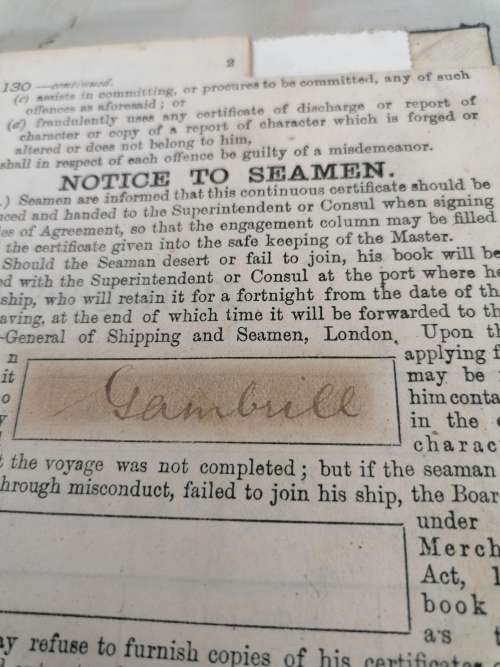 2
130 —continued.
(c) assists in committing, or procures to be committed, any of such
offences as aforesaid; or
(d) fraudulently uses any certificate of discharge or report of
character or copy of a report of character which is forged or
altered or does not belong to him,
shall in respect of each offence be guilty of a misdemeanor.
NOTICE TO SEAMEN.
.) Seamen are informed that this continuous certificate should be
nced and handed to the Superintendent or Consul when signing
les of Agreement, so that the engagement column may be filled
the certificate given into the safe keeping of the Master.
Should the Seaman desert or fail to join, his book will be
ed with the Superintendent or Consul at the port where he
ship, who will retain it for a fortnight from the date of th
aving, at the end of which time it will be forwarded to th
-General of Shipping and Seamen, London. Upon th
n applying f
it may be
o him conta
y in the
Gambrill
charac
t the voyage was not completed; but if the seaman
hrough misconduct, failed to join his ship, the Boar
under
Merch
Act, 1
book
as t
ay refuse to furnish copies of his certificates